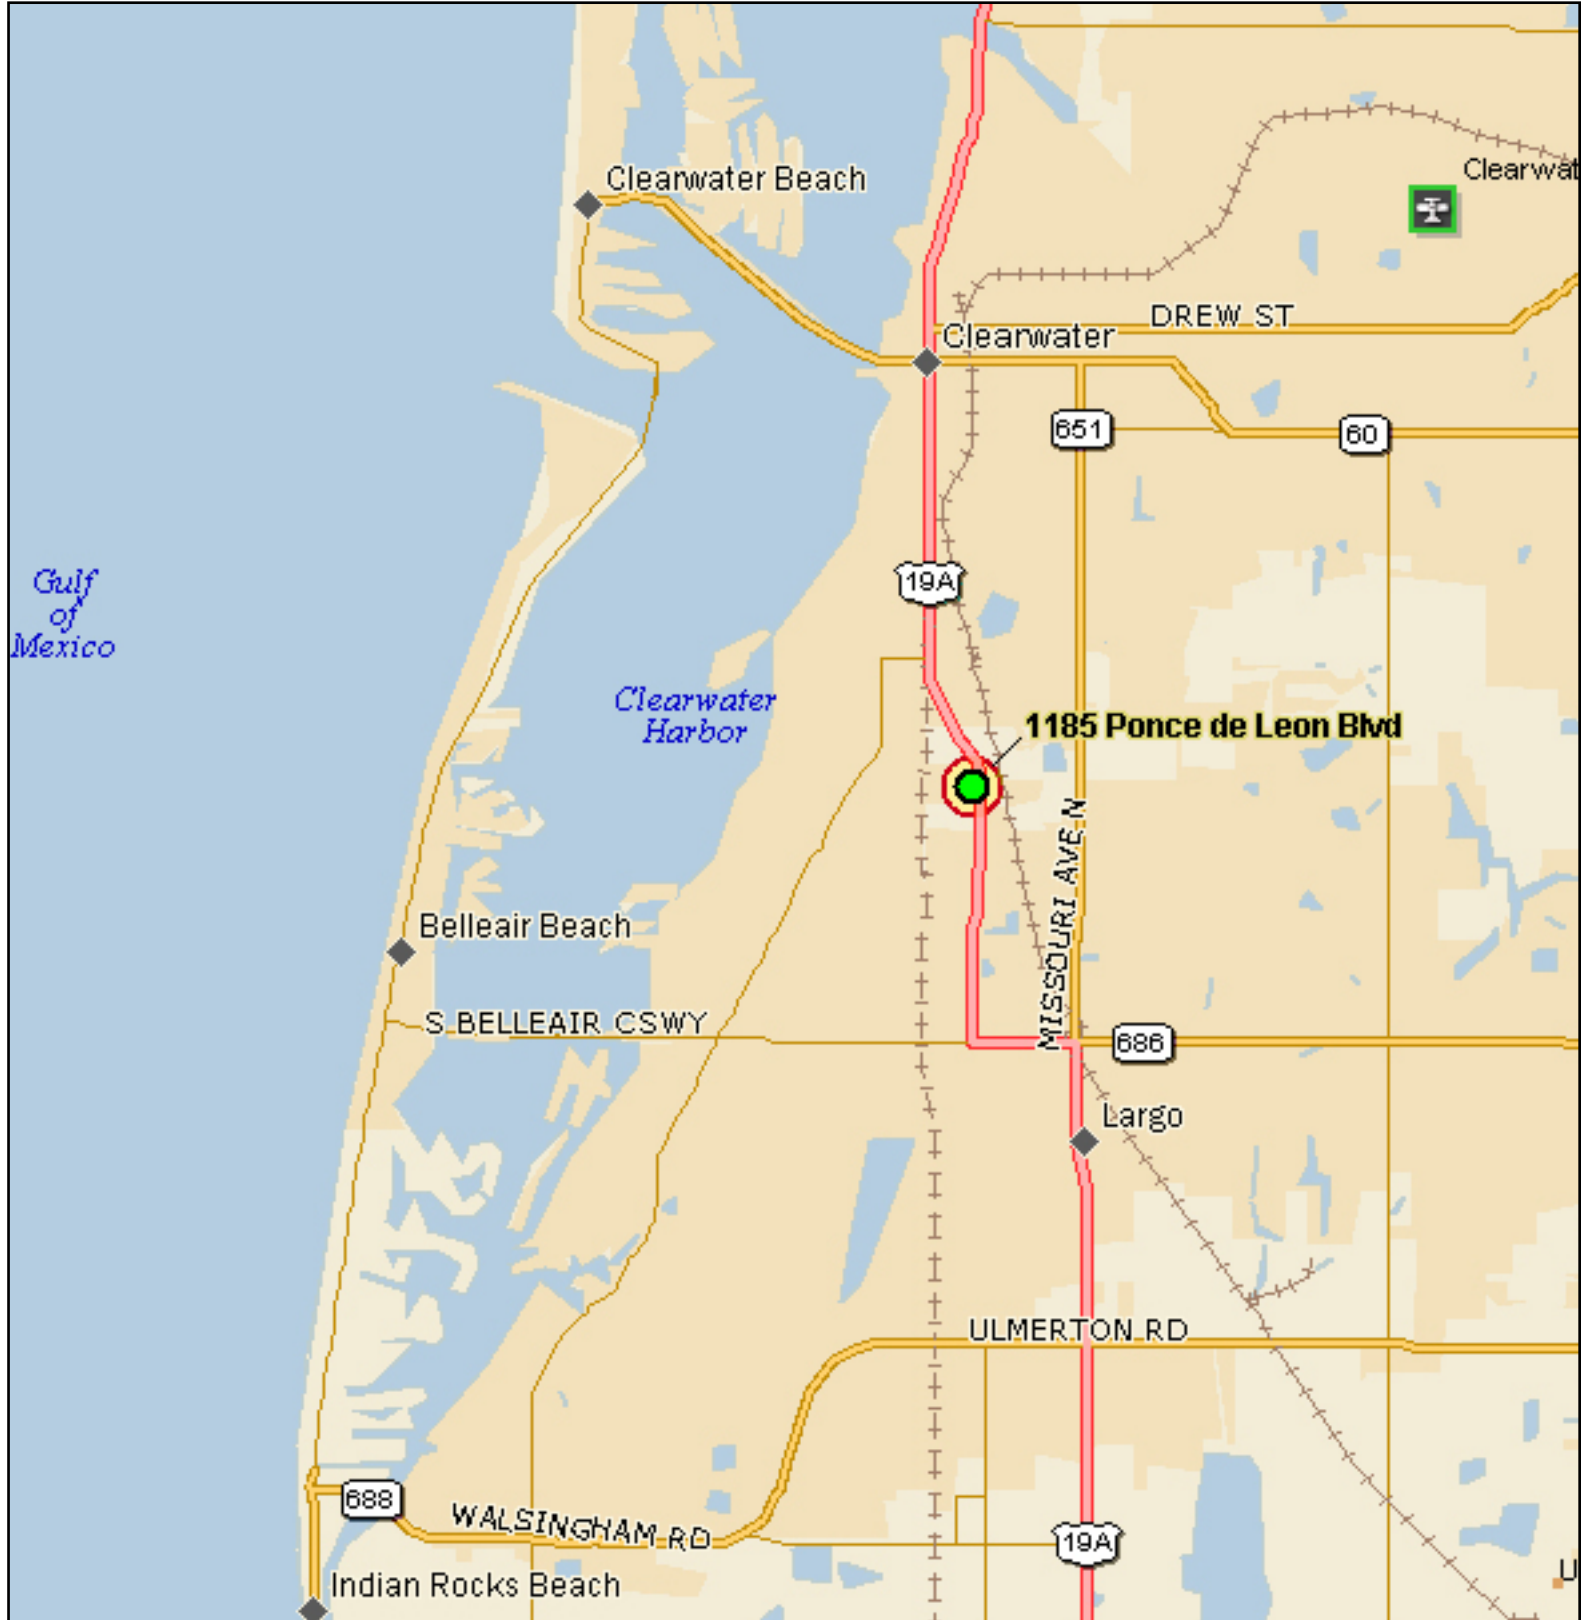 Clearwater Beach
Clearwat
DREW ST
Clearwater
651
60
19A
Gulf
of
Mexico
Clearwater
Harbor
1185 Ponce de Leon Blvd
MISSOURI AVE N
Belleair Beach
S BELLEAIR CSWY
686
Largo
ULMERTON RD
688
WALSINGHAM RD
19A
U
Indian Rocks Beach